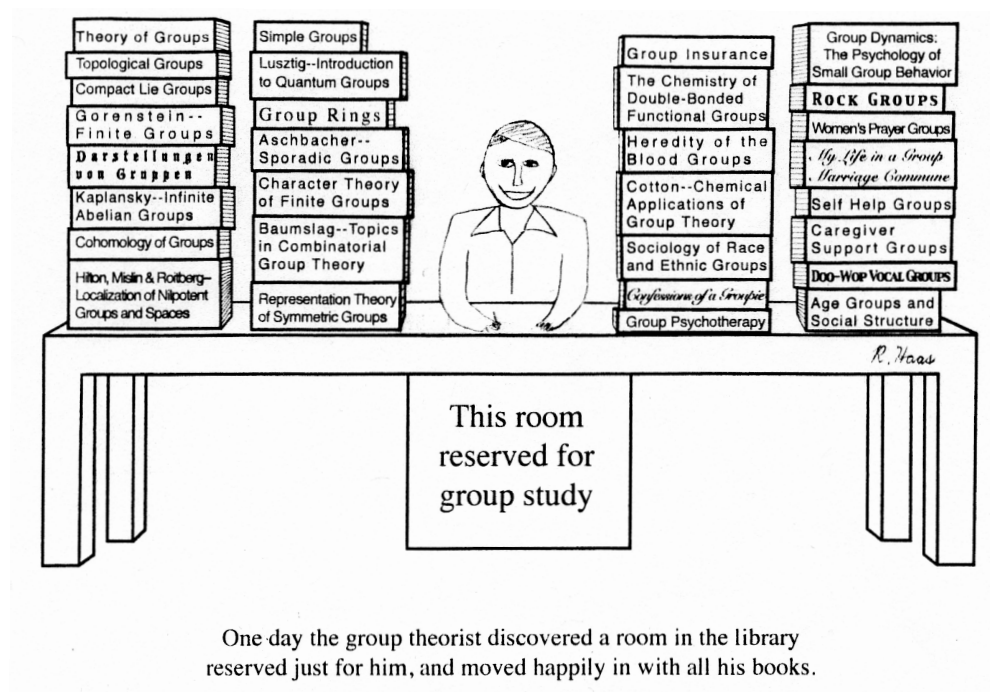 Theory of Groups
Topological Groups
Compact Lie Groups
Gorenstein--
Finite Groups
Darstellungen
von Gruppen
Kaplansky--Infinite
Abelian Groups
Cohomology of Groups
Hilton, Mislin & Roitberg--
Localization of Nilpotent
Groups and Spaces
Simple Groups
Lusztig--Introduction
to Quantum Groups
Group Rings
Aschbacher--
Sporadic Groups
Character Theory
of Finite Groups
Baumslag--Topics
in Combinatorial
Group Theory
Representation Theory
of Symmetric Groups
Group Insurance
The Chemistry of
Double-Bonded
Functional Groups
Heredity of the
Blood Groups
Cotton--Chemical
Applications of
Group Theory
Sociology of Race
and Ethnic Groups
Confessions of a Groupie
Group Psychotherapy
Group Dynamics:
The Psychology of
Small Group Behavior
ROCK GROUPS
Women's Prayer Groups
My Life in a Group
Marriage Commune
Self Help Groups
Caregiver
Support Groups
DOO-WOP VOCAL GROUPS
Age Groups and
Social Structure
R. Haas
This room
reserved for
group study
One day the group theorist discovered a room in the library
reserved just for him, and moved happily in with all his books.